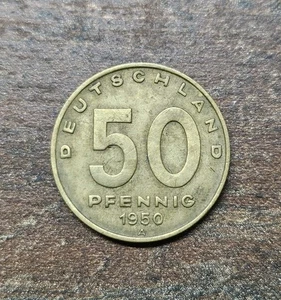 DEUTSCHLAND
50
PFENNIG
1950
A